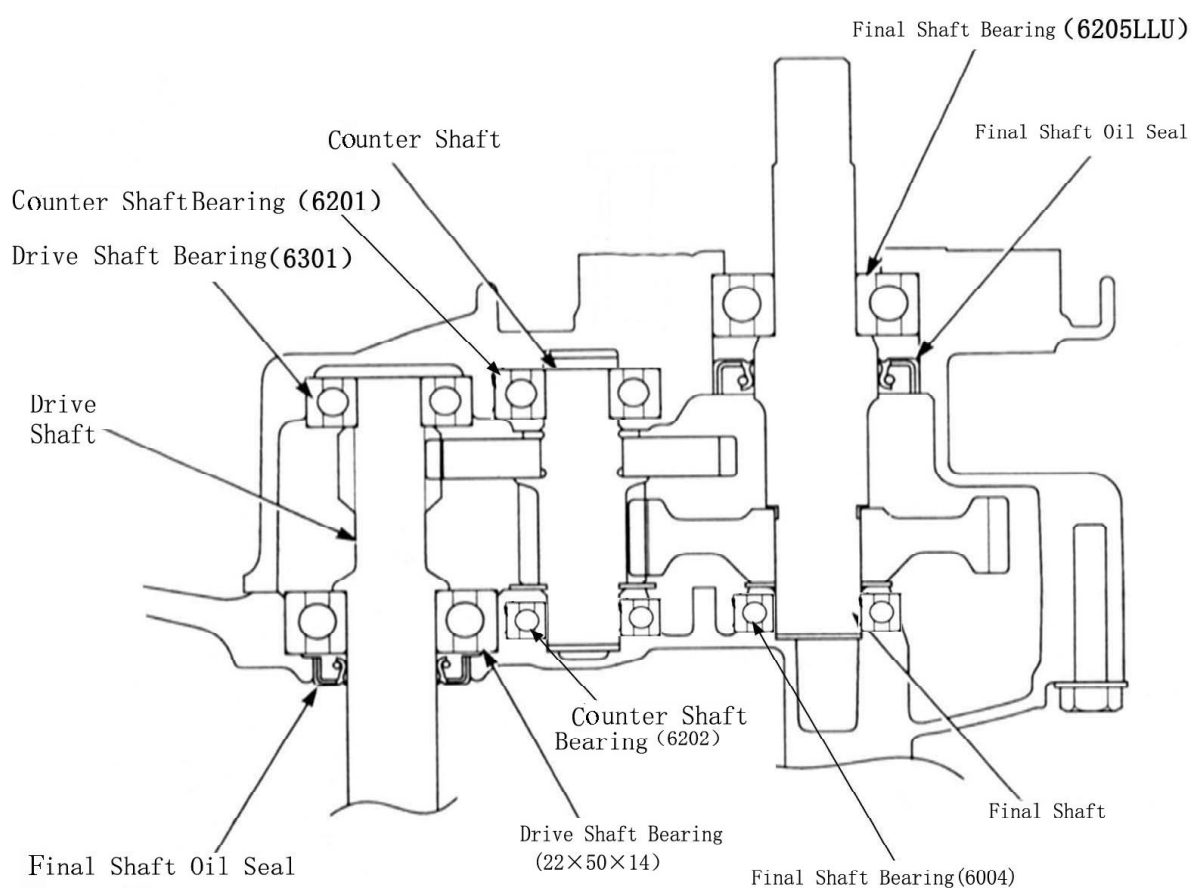 Final Shaft Bearing (6205LLU)
Final Shaft Oil Seal
Counter Shaft
Counter Shaft Bearing (6201)
Drive Shaft Bearing(6301)
Drive
Shaft
Counter Shaft
Bearing (6202)
Final Shaft
Drive Shaft Bearing
(22×50×14)
Final Shaft Oil Seal
Final Shaft Bearing(6004)